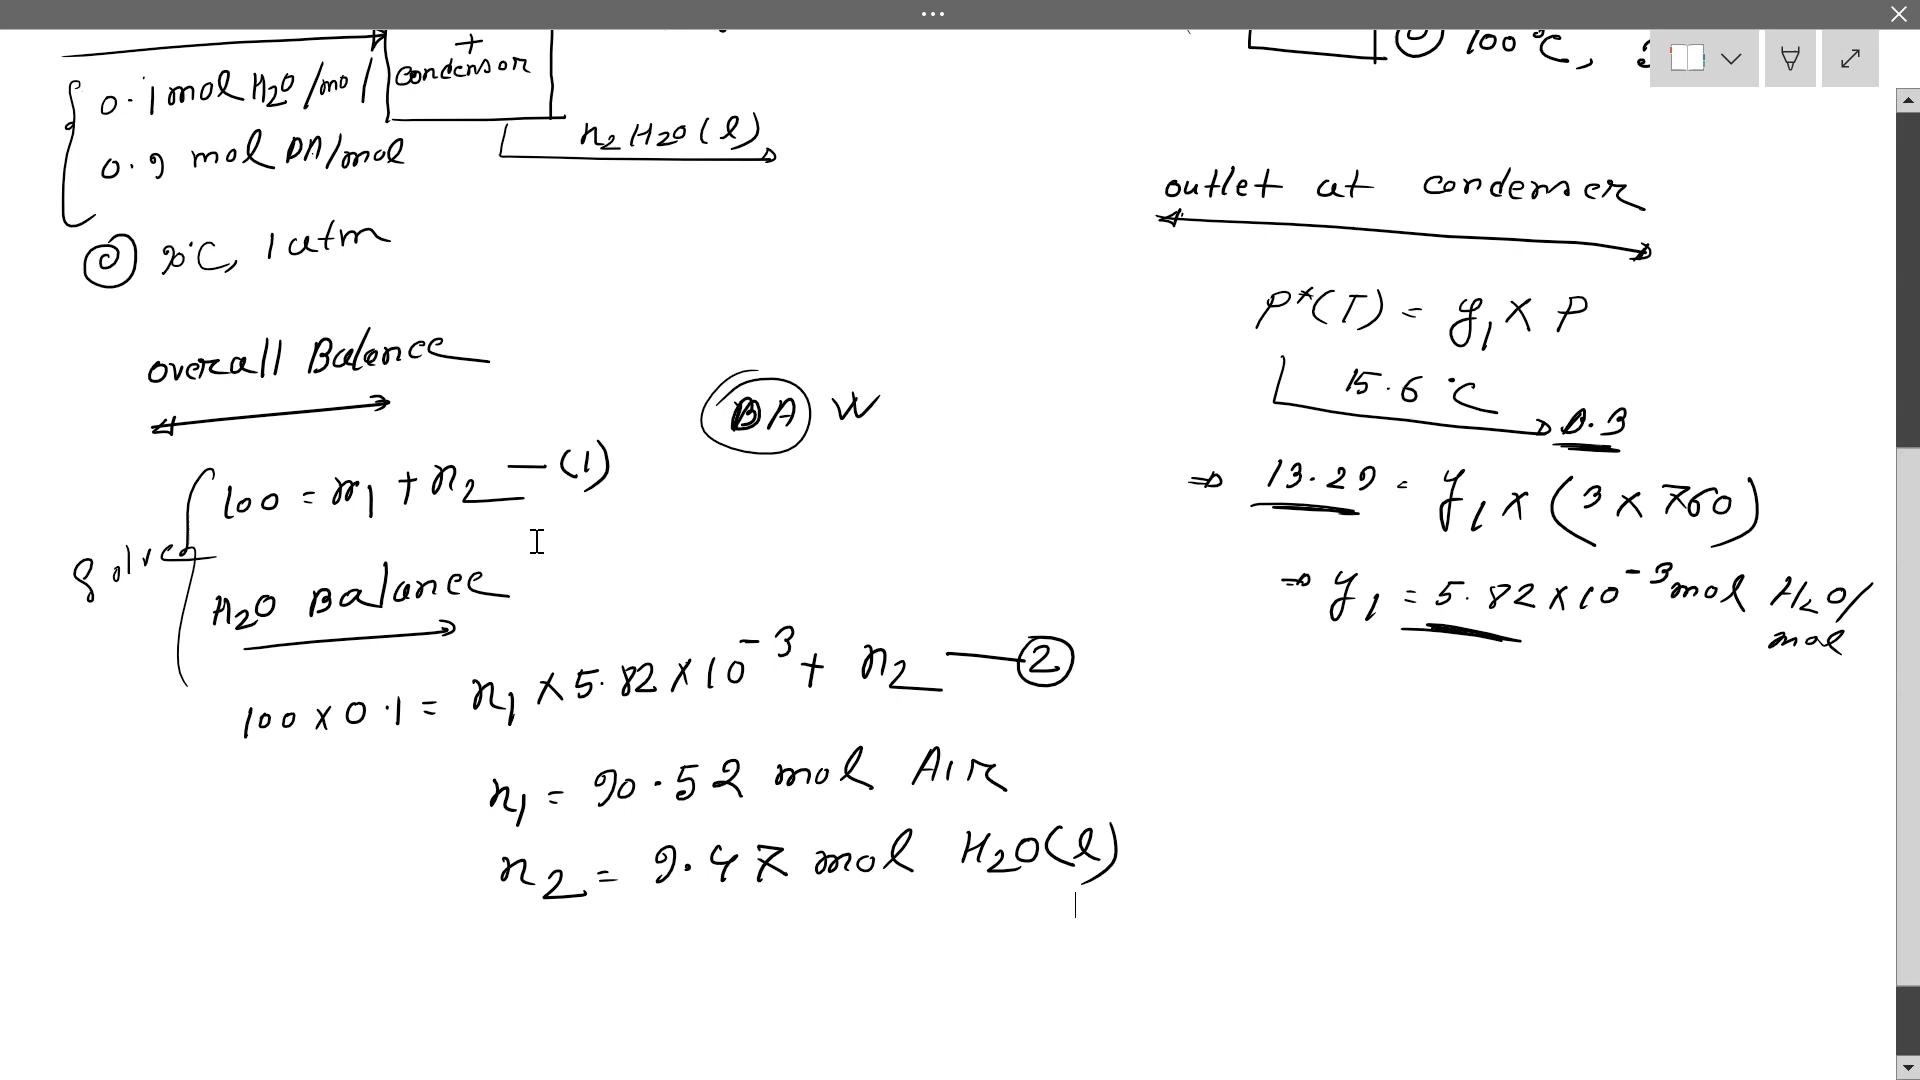 +
condensor
0.1 mol H2O/mol
0.9 mol DA/mol
n2 H2O(l)
@ 90°C, 1 atm
overall Balance
100 = n1 + n2 — (1)
Solve
H2O Balance
100 x 0.1 = n1 x 5.82 x 10^-3 + n2 — 2
n1 = 90.52 mol Air
n2 = 9.47 mol H2O(l)
DA W
@ 100°C, 3
outlet at condenser
P*(T) = y1 x P
15.6 °C B.3
⇒ 13.29 = y1 x (3 x 760)
⇒ y1 = 5.82 x 10^-3 mol H2O/
mol